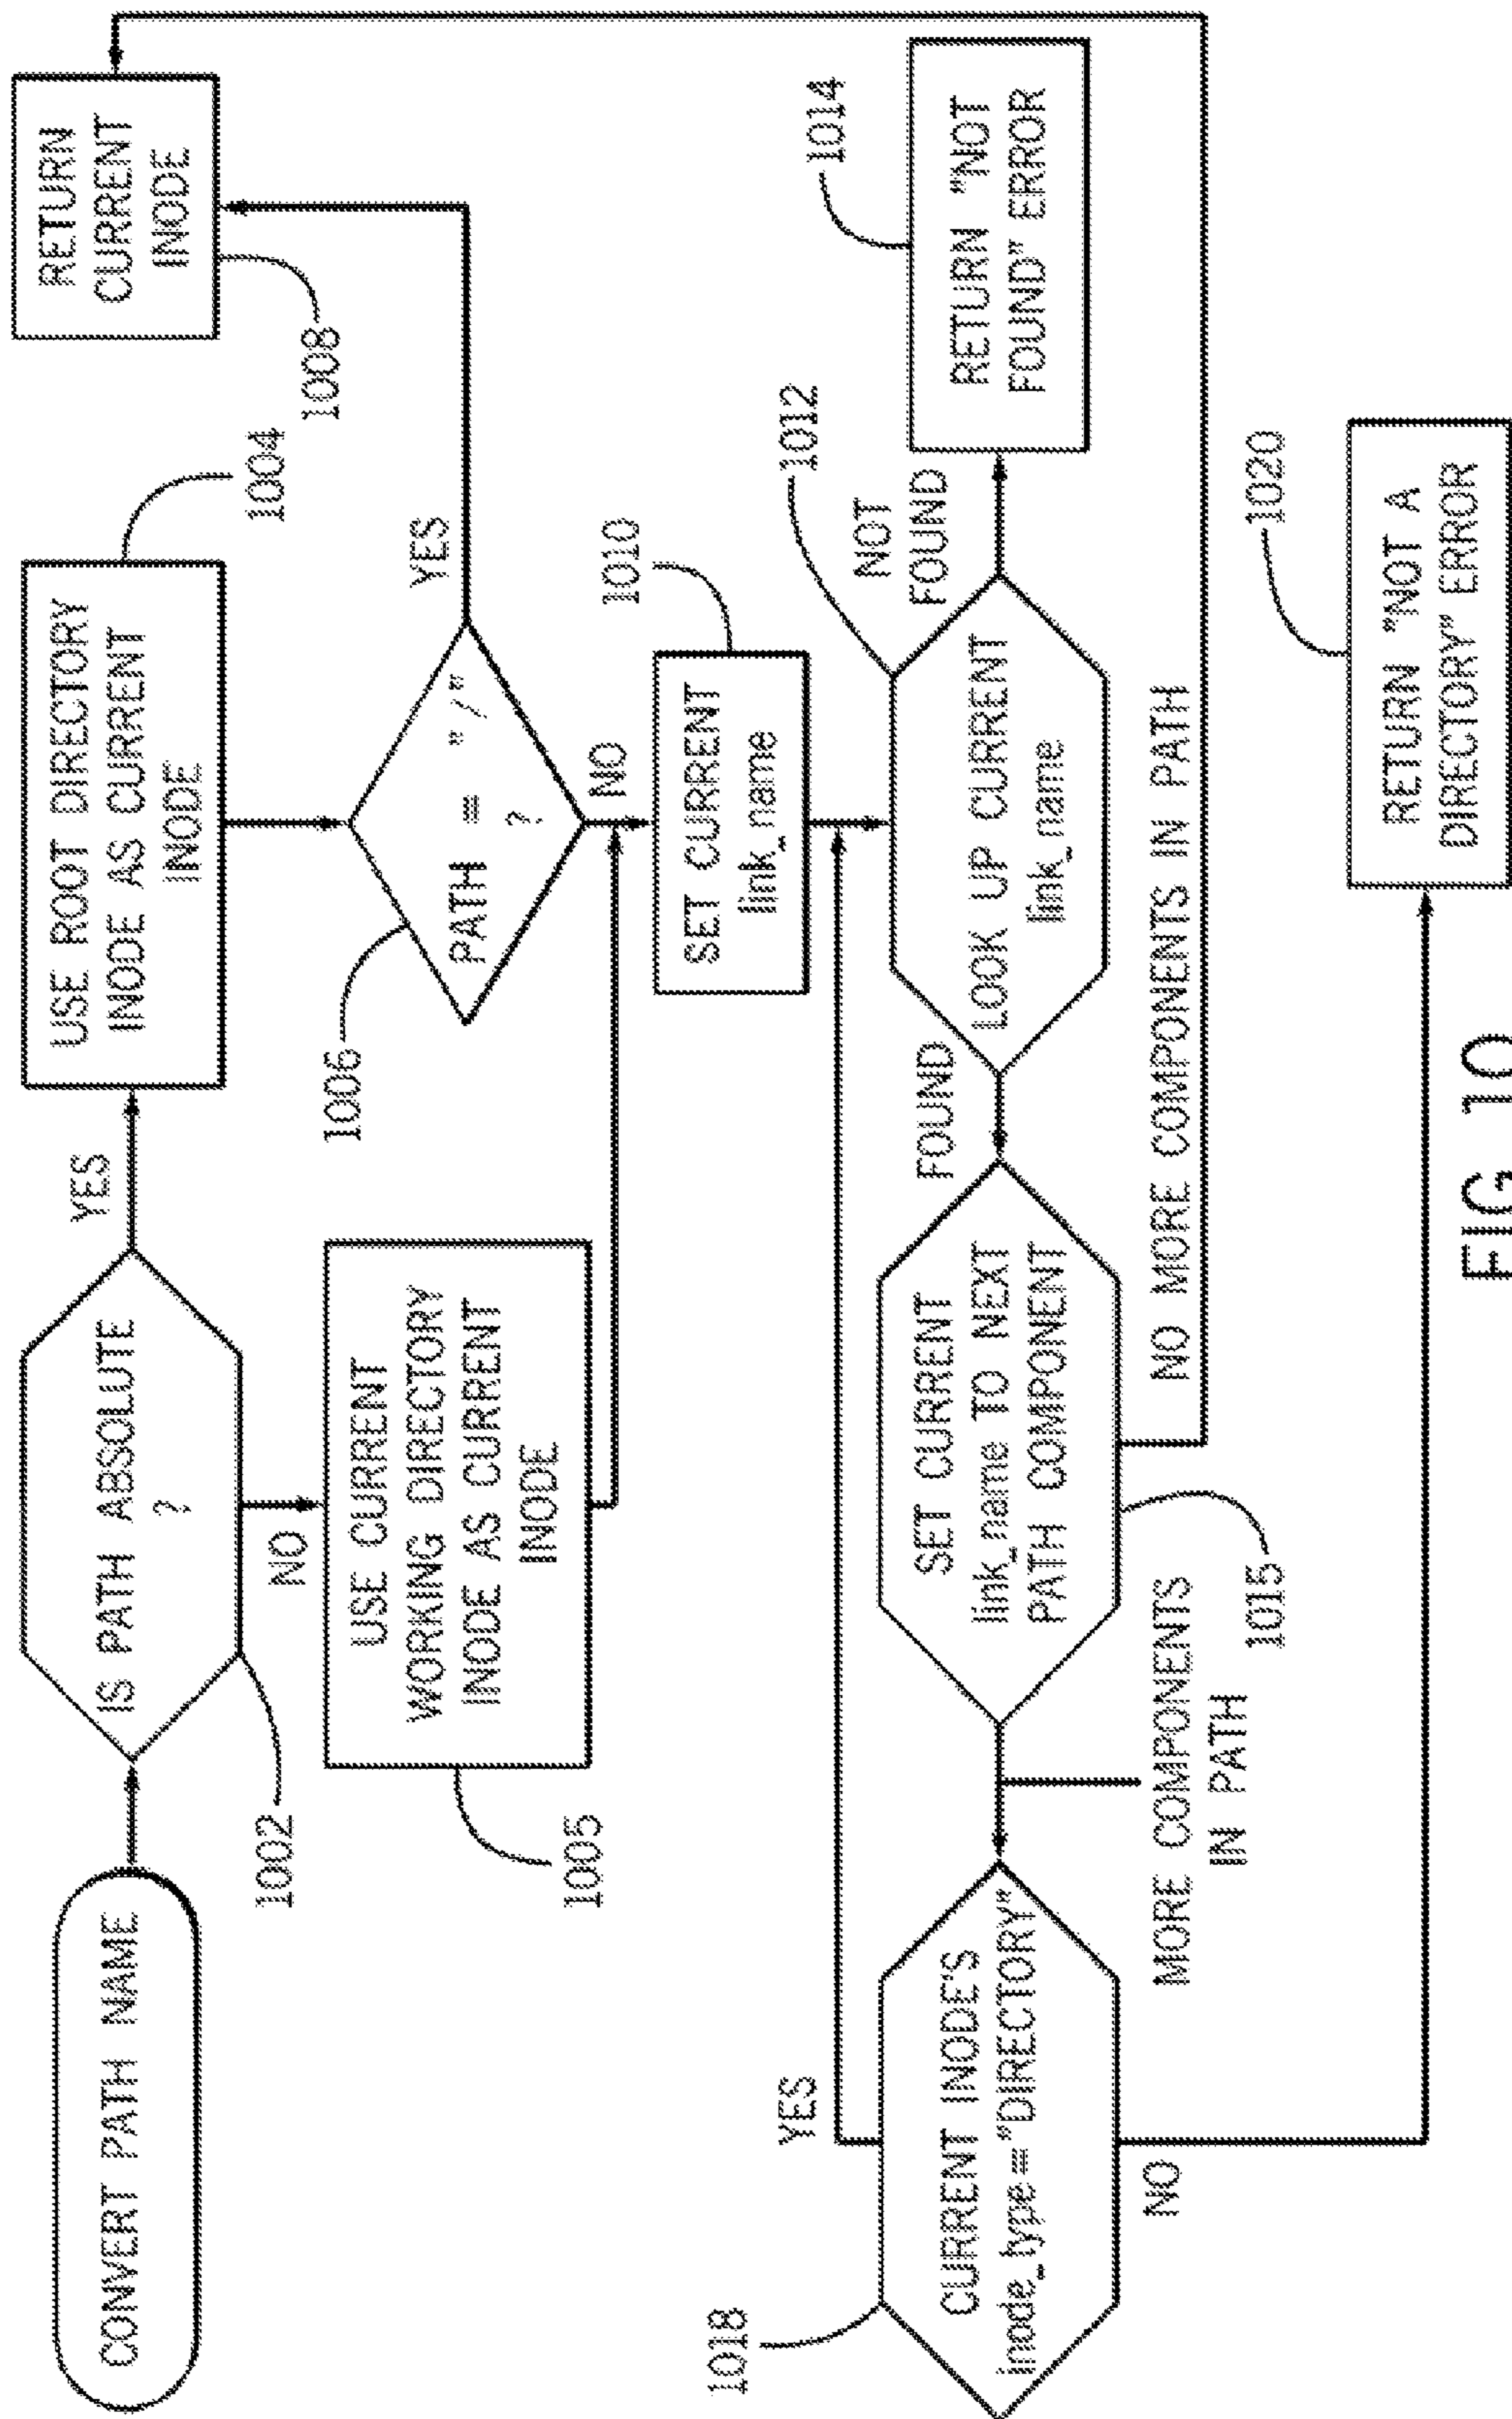 CONVERT PATH NAME
IS PATH ABSOLUTE
?
1002
YES
NO
USE ROOT DIRECTORY
INODE AS CURRENT
INODE
1004
RETURN
CURRENT
INODE
1008
USE CURRENT
WORKING DIRECTORY
INODE AS CURRENT
INODE
1005
PATH = "/"
?
1006
YES
NO
SET CURRENT
link_name
1010
LOOK UP CURRENT
link_name
1012
NOT
FOUND
RETURN "NOT
FOUND" ERROR
1014
FOUND
SET CURRENT
link_name TO NEXT
PATH COMPONENT
1015
NO MORE COMPONENTS IN PATH
MORE COMPONENTS
IN PATH
CURRENT INODE'S
inode_type="DIRECTORY"
1018
YES
NO
RETURN "NOT A
DIRECTORY" ERROR
1020
FIG. 10